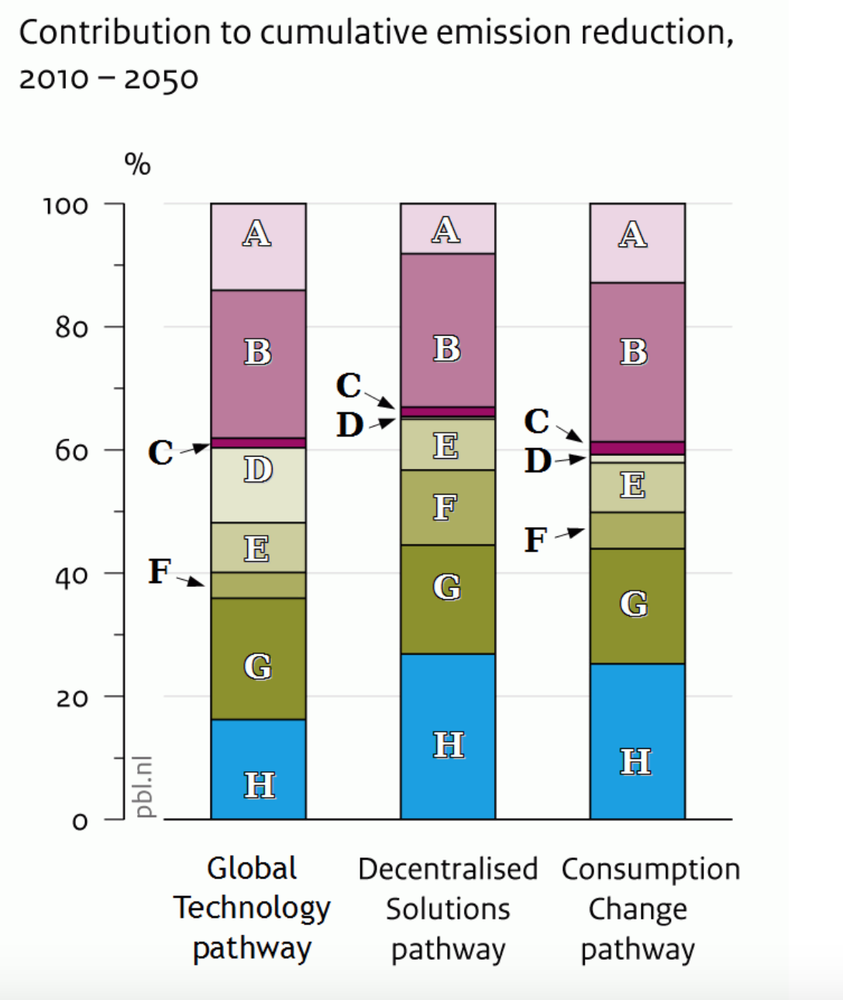 Contribution to cumulative emission reduction,
2010 – 2050
%
100
80
60
40
20
0
pbl.nl
A
B
C
D
E
F
G
H
A
B
C
D
E
F
G
H
A
B
C
D
E
F
G
H
Global
Technology
pathway
Decentralised
Solutions
pathway
Consumption
Change
pathway